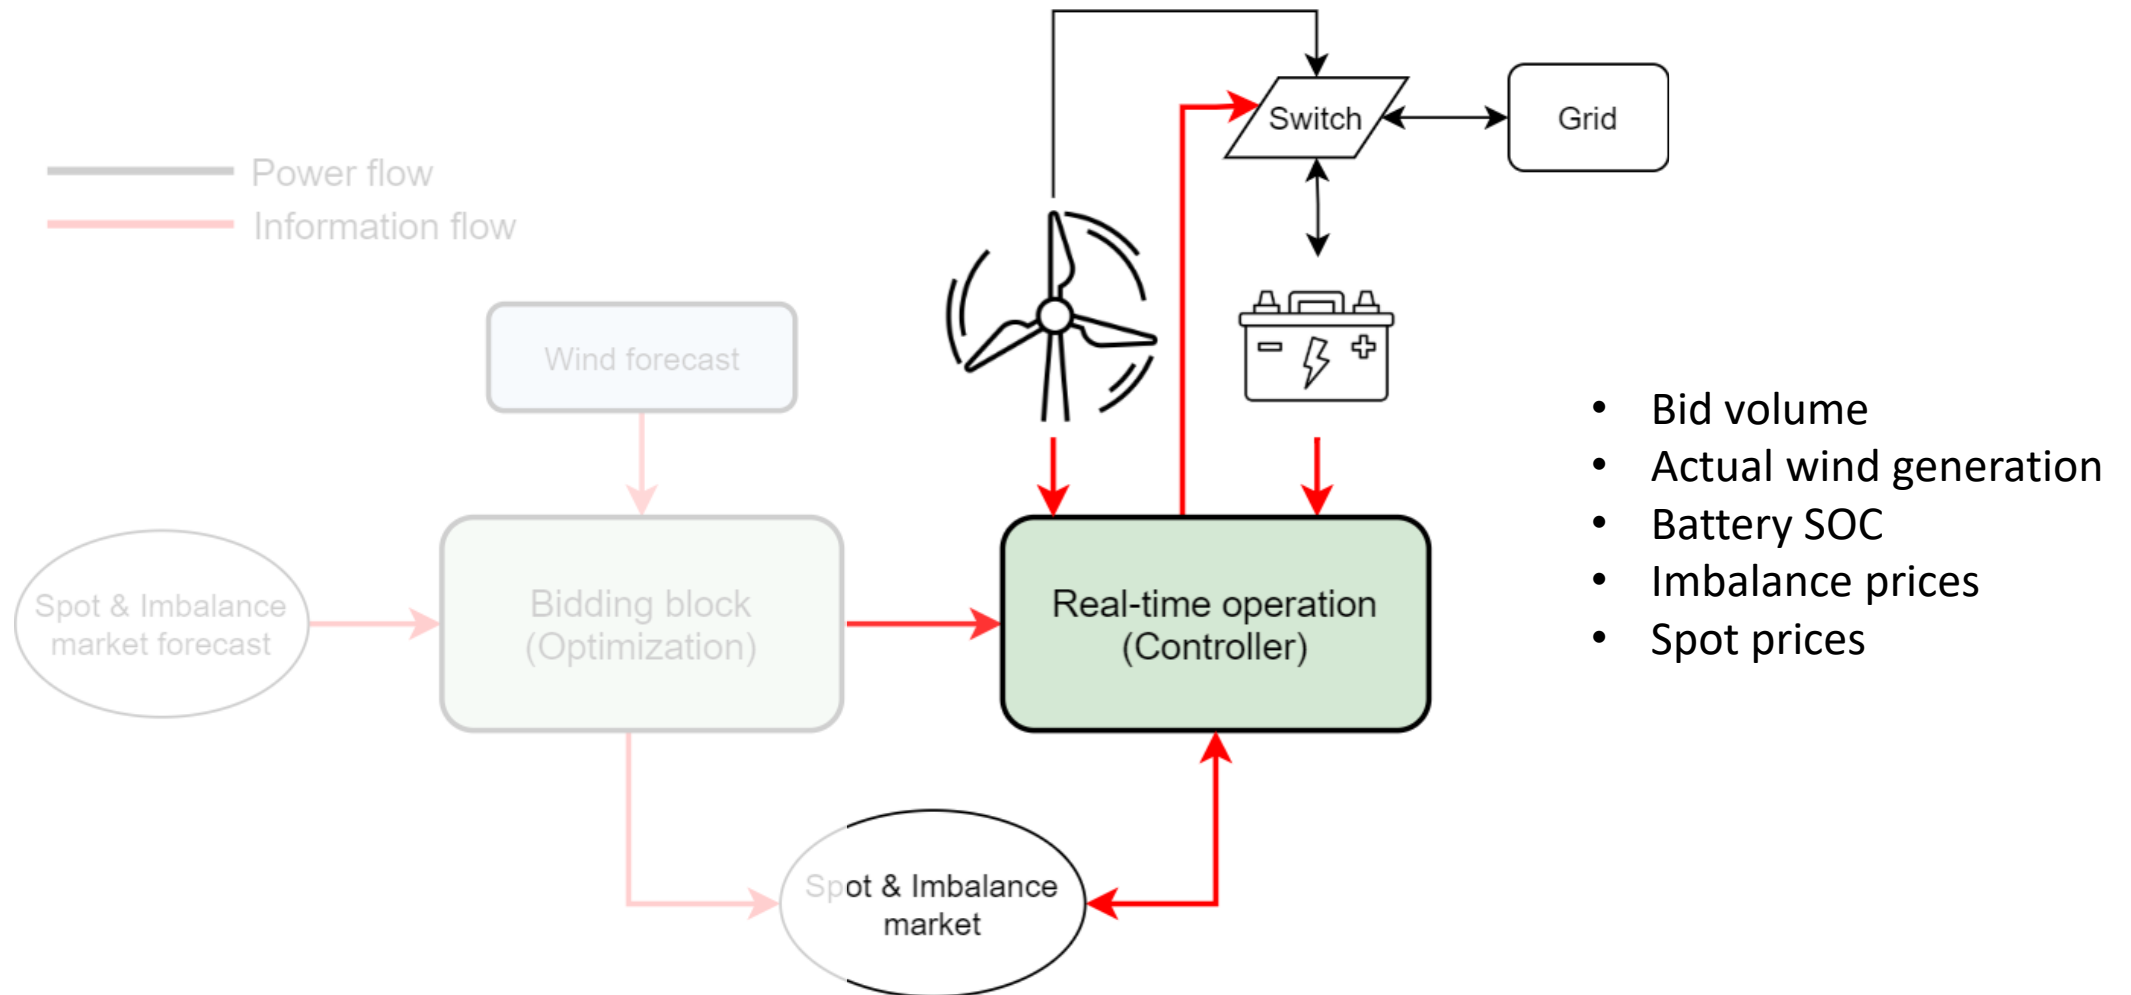 Switch
Grid
Power flow
Information flow
Wind forecast
Spot & Imbalance
market forecast
Bidding block
(Optimization)
Real-time operation
(Controller)
Spot & Imbalance
market
• Bid volume
• Actual wind generation
• Battery SOC
• Imbalance prices
• Spot prices